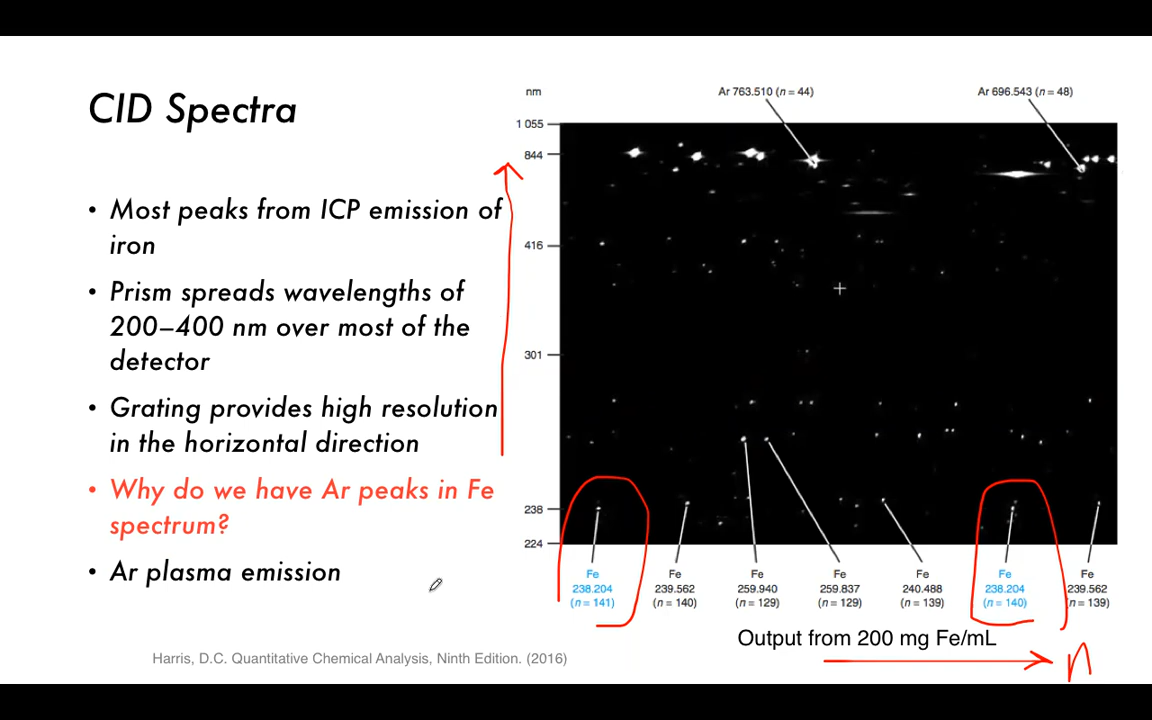 CID Spectra
• Most peaks from ICP emission of
iron
• Prism spreads wavelengths of
200–400 nm over most of the
detector
• Grating provides high resolution
in the horizontal direction
• Why do we have Ar peaks in Fe
spectrum?
• Ar plasma emission
Harris, D.C. Quantitative Chemical Analysis, Ninth Edition. (2016)
nm
Ar 763.510 (n = 44)
Ar 696.543 (n = 48)
1 055
844
416
301
238
224
Fe
238.204
(n = 141)
Fe
239.562
(n = 140)
Fe
259.940
(n = 129)
Fe
259.837
(n = 129)
Fe
240.488
(n = 139)
Fe
238.204
(n = 140)
Fe
239.562
(n = 139)
Output from 200 mg Fe/mL
n